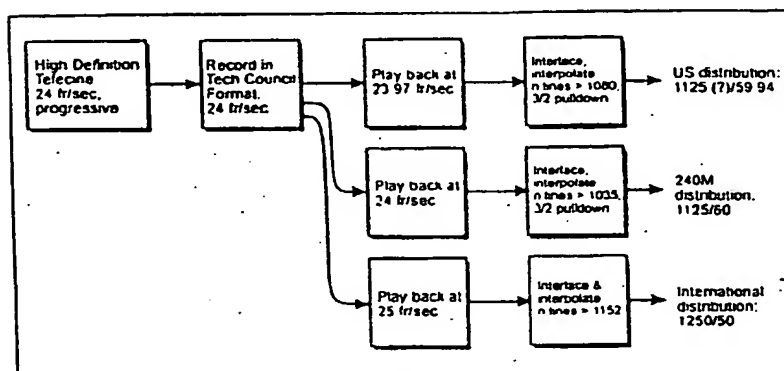 High Definition
Telecine
24 fr/sec,
progressive
Record in
Tech Council
Format,
24 fr/sec
Play back at
23 97 fr/sec
Interlace,
interpolate
n lines > 1080,
3/2 pulldown
US distribution:
1125 (?)/59 94
Play back at
24 fr/sec
Interlace,
interpolate
n lines > 1035,
3/2 pulldown
240M
distribution,
1125/60
Play back at
25 fr/sec
Interlace &
interpolate
n lines > 1152
International
distribution:
1250/50